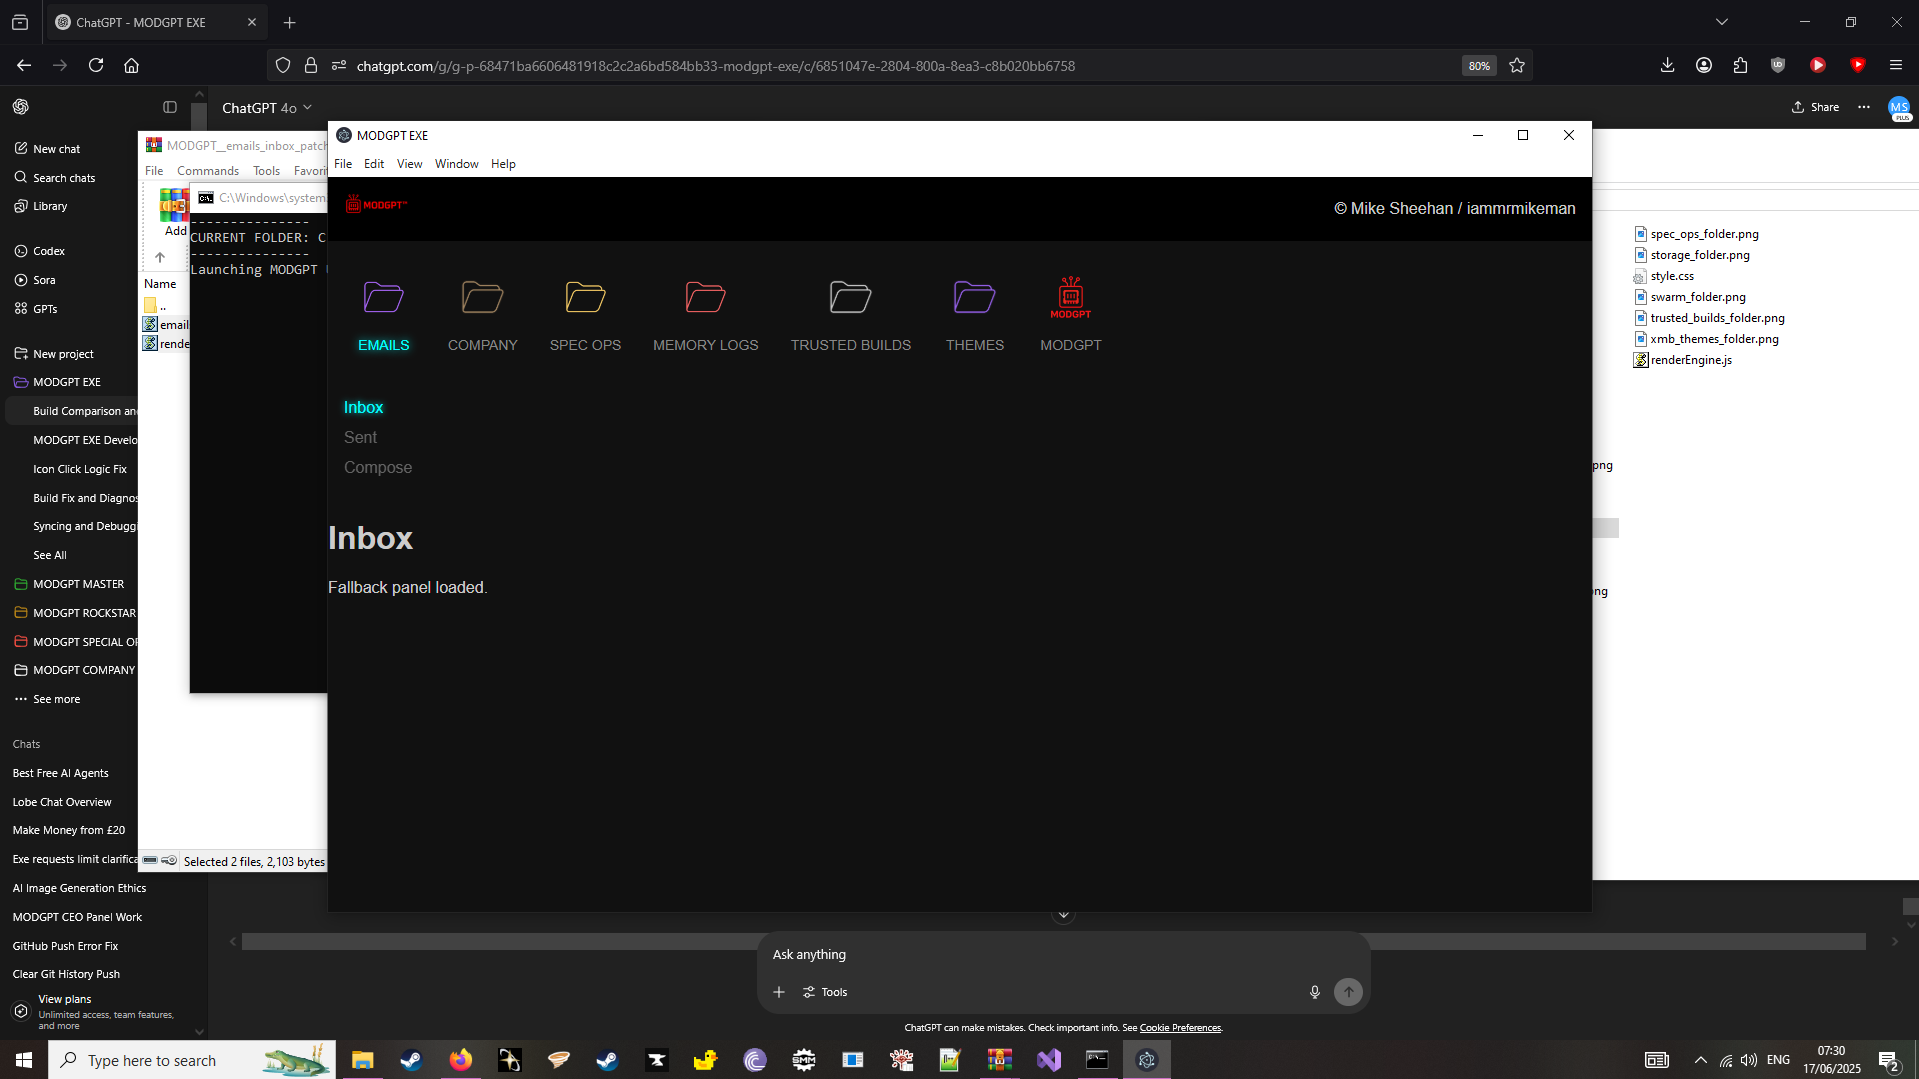 ChatGPT - MODGPT EXE
chatgpt.com/g/g-p-68471ba6606481918c2c2a6bd584bb33-modgpt-exe/c/6851047e-2804-800a-8ea3-c8b020bb6758
80%
ChatGPT 4o
Share
MS
PLUS
New chat
Search chats
Library
Codex
Sora
GPTs
New project
MODGPT EXE
Build Comparison an
MODGPT EXE Develo
Icon Click Logic Fix
Build Fix and Diagnos
Syncing and Debuggi
See All
MODGPT MASTER
MODGPT ROCKSTAR
MODGPT SPECIAL OP
MODGPT COMPANY
See more
Chats
Best Free AI Agents
Lobe Chat Overview
Make Money from £20
Exe requests limit clarifica
AI Image Generation Ethics
MODGPT CEO Panel Work
GitHub Push Error Fix
Clear Git History Push
View plans
Unlimited access, team features,
and more
MODGPT__emails_inbox_patch
File Commands Tools Favori
Add
Name
..
email
rende
Selected 2 files, 2,103 bytes
C:\Windows\system
---------------
CURRENT FOLDER: C
---------------
Launching MODGPT
MODGPT EXE
File Edit View Window Help
MODGPT™
© Mike Sheehan / iammrmikeman
MODGPT
EMAILS COMPANY SPEC OPS MEMORY LOGS TRUSTED BUILDS THEMES MODGPT
Inbox
Sent
Compose
Inbox
Fallback panel loaded.
spec_ops_folder.png
storage_folder.png
style.css
swarm_folder.png
trusted_builds_folder.png
xmb_themes_folder.png
renderEngine.js
png
ng
Ask anything
Tools
ChatGPT can make mistakes. Check important info. See Cookie Preferences.
Type here to search
SMM
ENG
07:30
17/06/2025
2